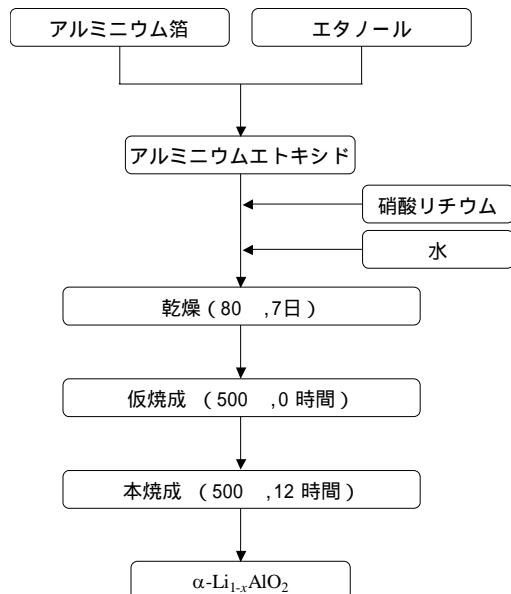 アルミニウム箔
エタノール
アルミニウムエトキシド
硝酸リチウム
水
乾燥(80 ,7日)
仮焼成 (500 ,0 時間)
本焼成 (500 ,12 時間)
α-Li1-xAlO2